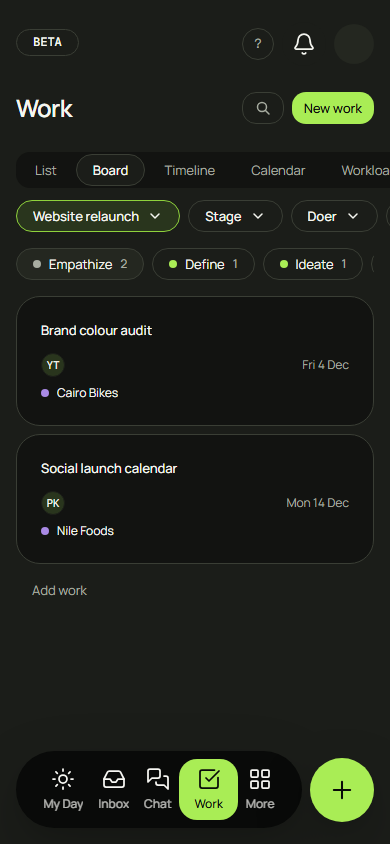 BETA
?
Work
New work
List Board Timeline Calendar Workloa
Website relaunch Stage Doer
Empathize 2 Define 1 Ideate 1
Brand colour audit
YT Fri 4 Dec
Cairo Bikes
Social launch calendar
PK Mon 14 Dec
Nile Foods
Add work
My Day Inbox Chat Work More